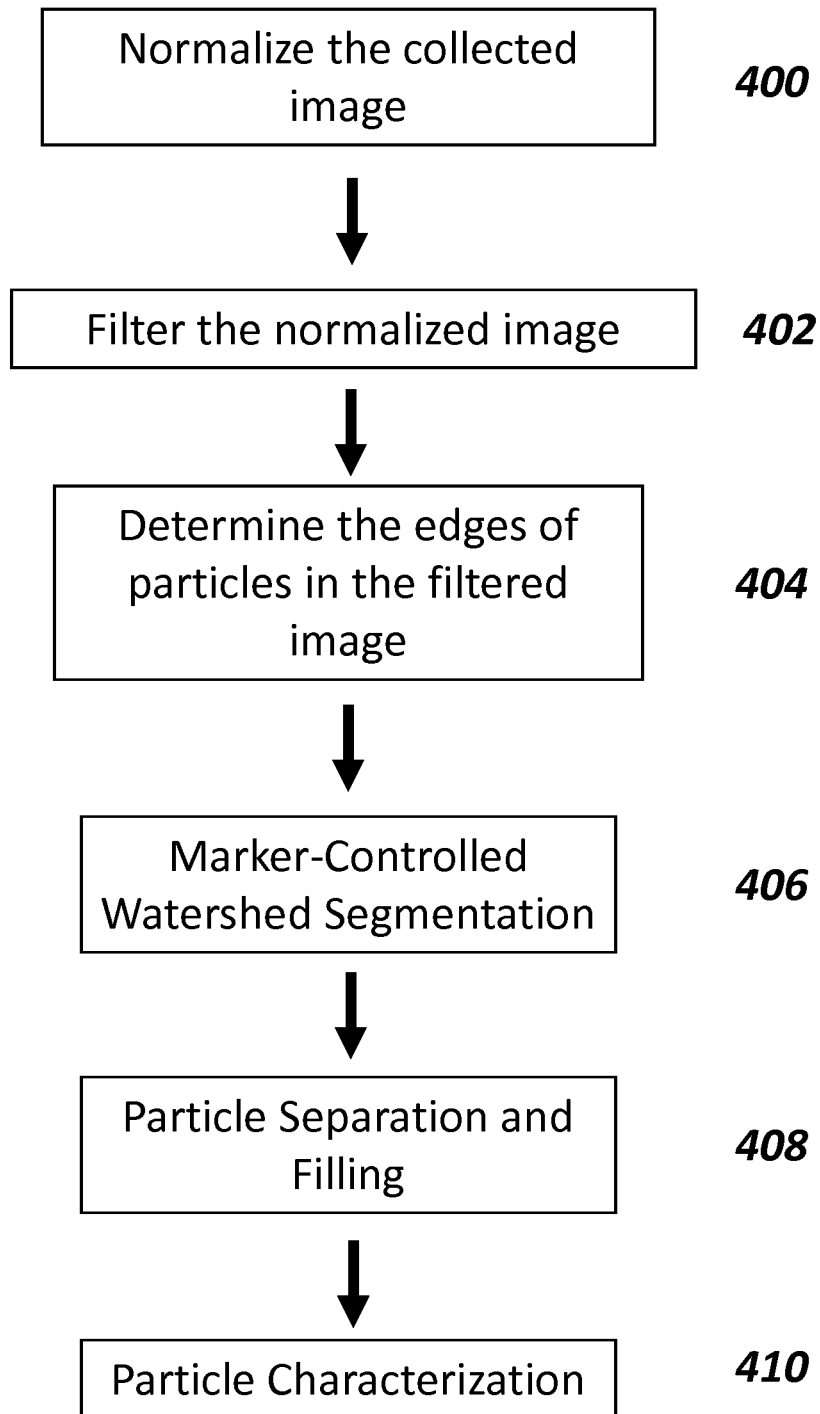 Normalize the collected
image
400
Filter the normalized image
402
Determine the edges of
particles in the filtered
image
404
Marker-Controlled
Watershed Segmentation
406
Particle Separation and
Filling
408
Particle Characterization
410